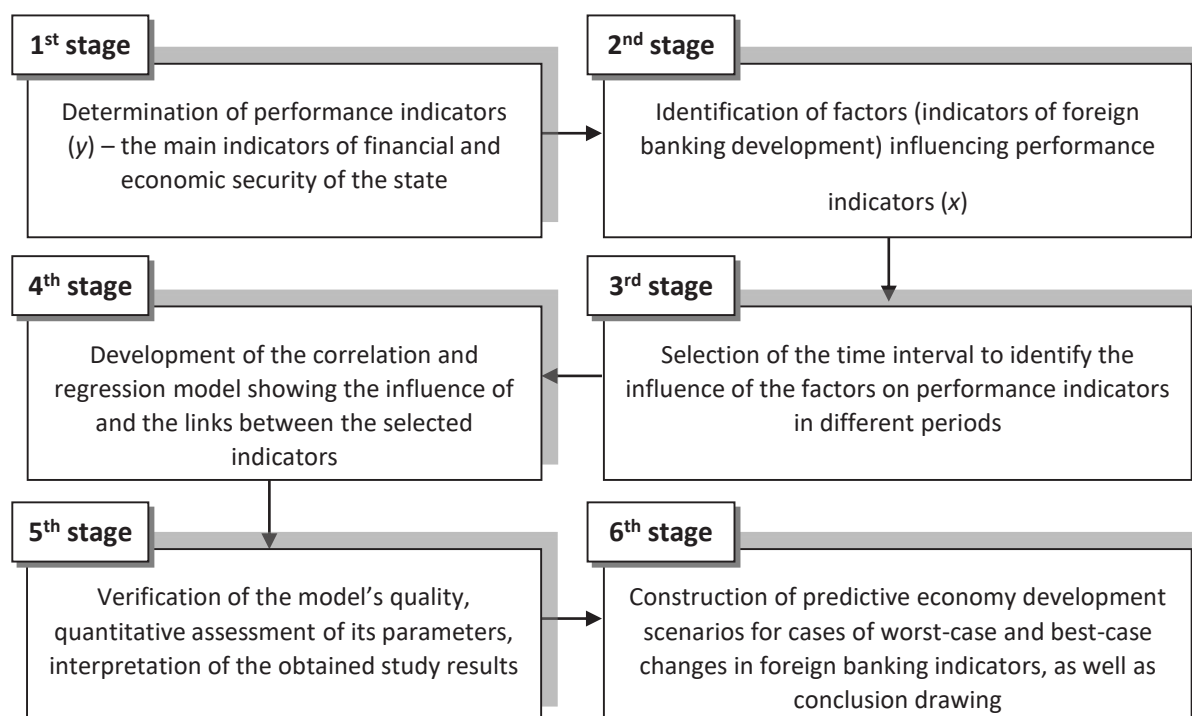 1st stage
Determination of performance indicators
(y) – the main indicators of financial and
economic security of the state
2nd stage
Identification of factors (indicators of foreign
banking development) influencing performance
indicators (x)
3rd stage
Selection of the time interval to identify the
influence of the factors on performance indicators
in different periods
4th stage
Development of the correlation and
regression model showing the influence of
and the links between the selected
indicators
5th stage
Verification of the model’s quality,
quantitative assessment of its parameters,
interpretation of the obtained study results
6th stage
Construction of predictive economy development
scenarios for cases of worst-case and best-case
changes in foreign banking indicators, as well as
conclusion drawing